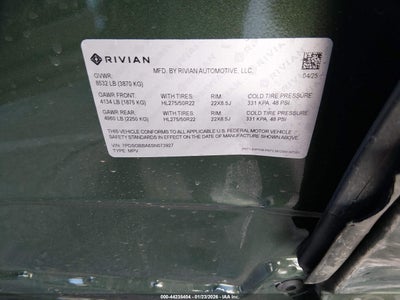 RIVIAN
MFD. BY RIVIAN AUTOMOTIVE, LLC.
04/25
GVWR:
8532 LB (3870 KG)
GAWR FRONT: WITH TIRES: RIM: COLD TIRE PRESSURE
4134 LB (1875 KG) HL275/50R22 22X8.5J 331 KPA, 48 PSI
GAWR REAR: WITH TIRES: RIM: COLD TIRE PRESSURE
4960 LB (2250 KG) HL275/50R22 22X8.5J 331 KPA, 48 PSI
THIS VEHICLE CONFORMS TO ALL APPLICABLE U.S. FEDERAL MOTOR VEHICLE
SAFETY STANDARDS IN EFFECT ON THE DATE OF MANUFACTURE SHOWN ABOVE
VIN:
TYPE: MPV
000-44238404 - 01/23/2026 - IAA